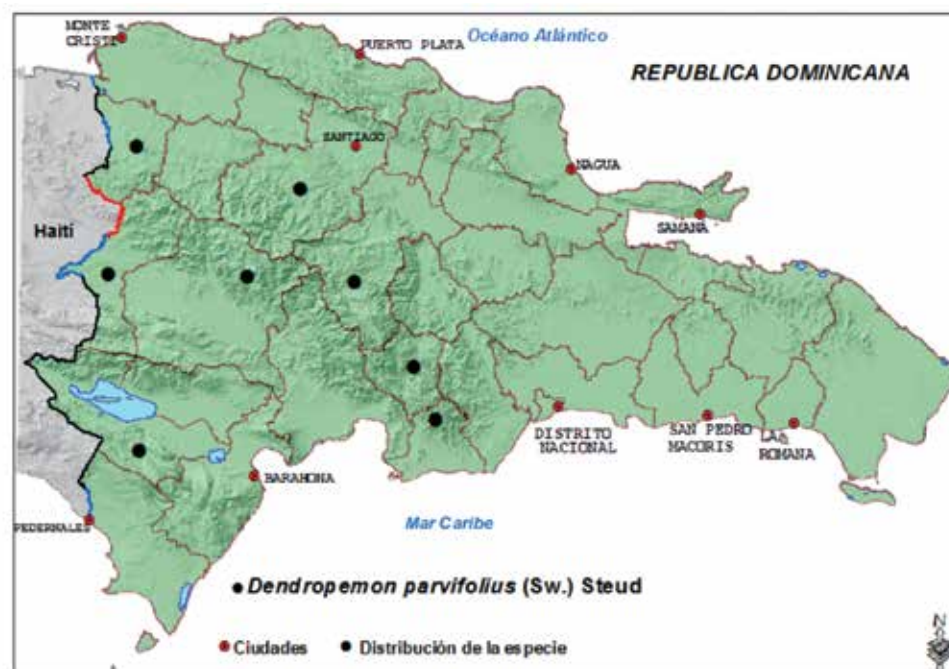 MONTE
CRISTI
PUERTO PLATA
Océano Atlántico
REPUBLICA DOMINICANA
SANTIAGO
NAGUA
SAMANA
Haití
DISTRITO
NACIONAL
SAN PEDRO
MACORIS
LA
ROMANA
BARAHONA
PEDERNALES
Mar Caribe
Dendropemon parvifolius (Sw.) Steud
Ciudades
Distribución de la especie
N